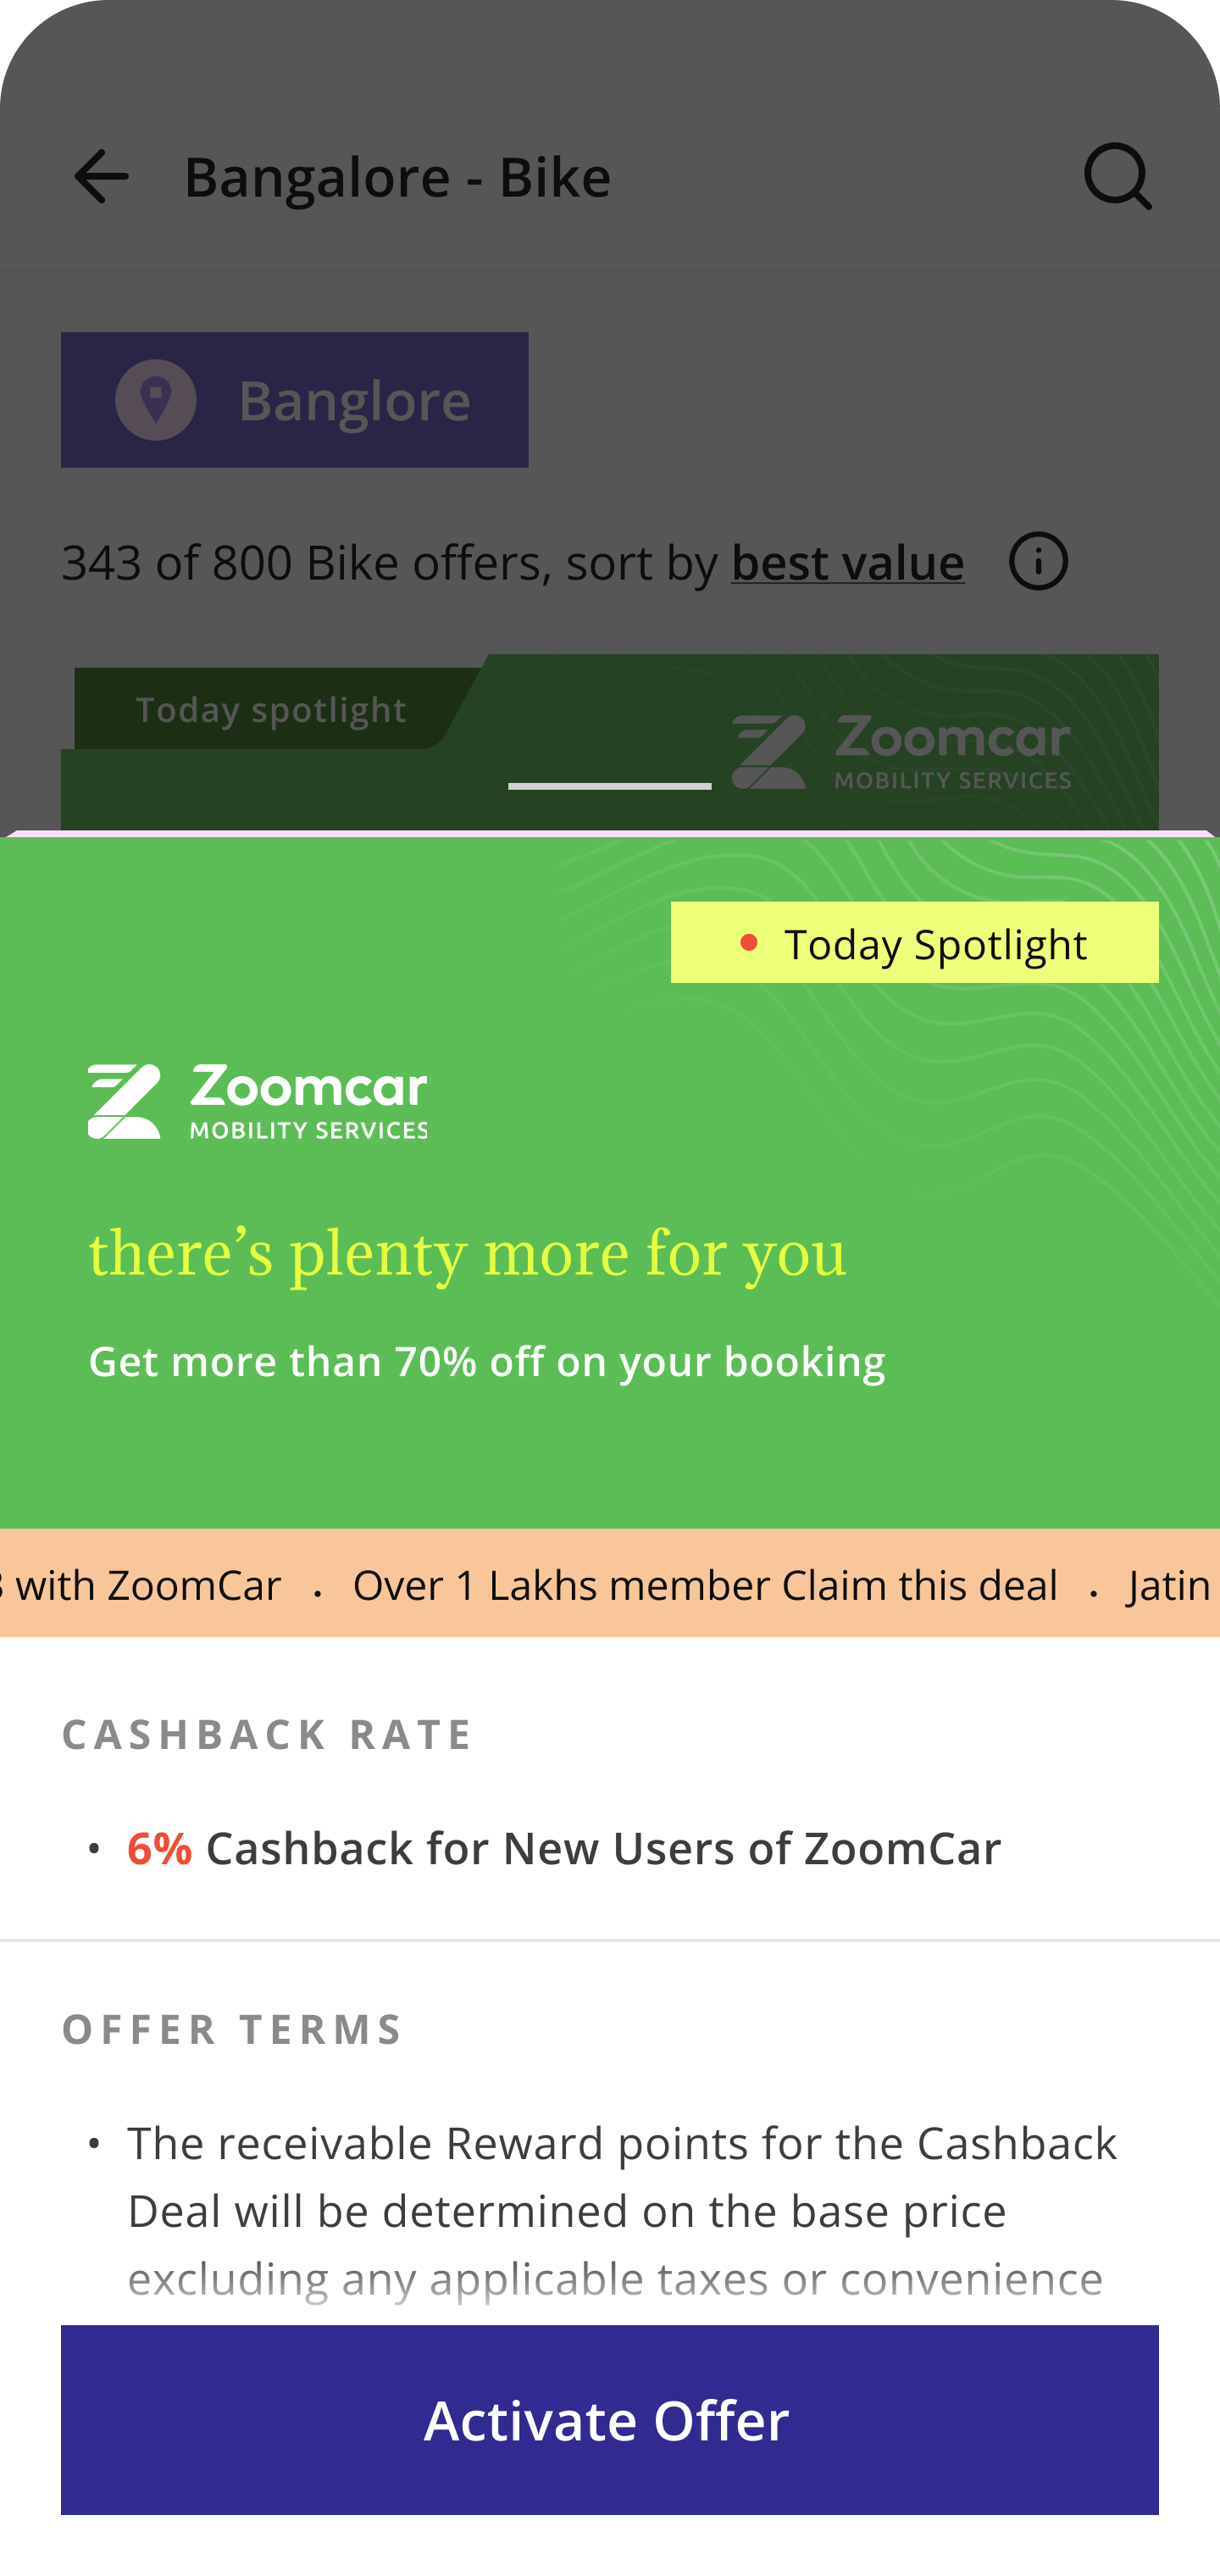 Bangalore - Bike
Banglore
343 of 800 Bike offers, sort by best value
Today spotlight
Zoomcar
MOBILITY SERVICES
Today Spotlight
Zoomcar
MOBILITY SERVICES
there’s plenty more for you
Get more than 70% off on your booking
with ZoomCar . Over 1 Lakhs member Claim this deal . Jatin
CASHBACK RATE
• 6% Cashback for New Users of ZoomCar
OFFER TERMS
• The receivable Reward points for the Cashback
Deal will be determined on the base price
excluding any applicable taxes or convenience
Activate Offer